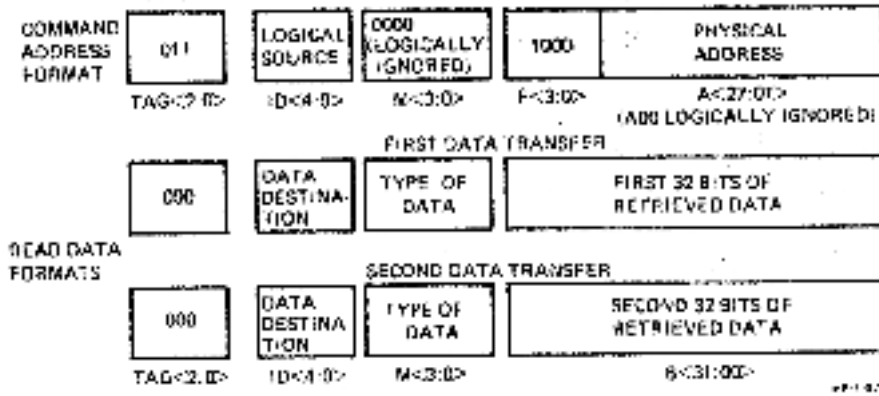 COMMAND ADDRESS FORMAT
011
LOGICAL SOURCE
0000 (LOGICALLY IGNORED)
1000
PHYSICAL ADDRESS
TAG<2:0>
ID<4:0>
M<3:0>
F<3:0>
A<27:01>
(A00 LOGICALLY IGNORED)
FIRST DATA TRANSFER
READ DATA FORMATS
000
DATA DESTINA-TION
TYPE OF DATA
FIRST 32 BITS OF RETRIEVED DATA
SECOND DATA TRANSFER
000
DATA DESTINA TION
TYPE OF DATA
SECOND 32 BITS OF RETRIEVED DATA
TAG<2:0>
ID<4:0>
M<3:0>
B<31:00>